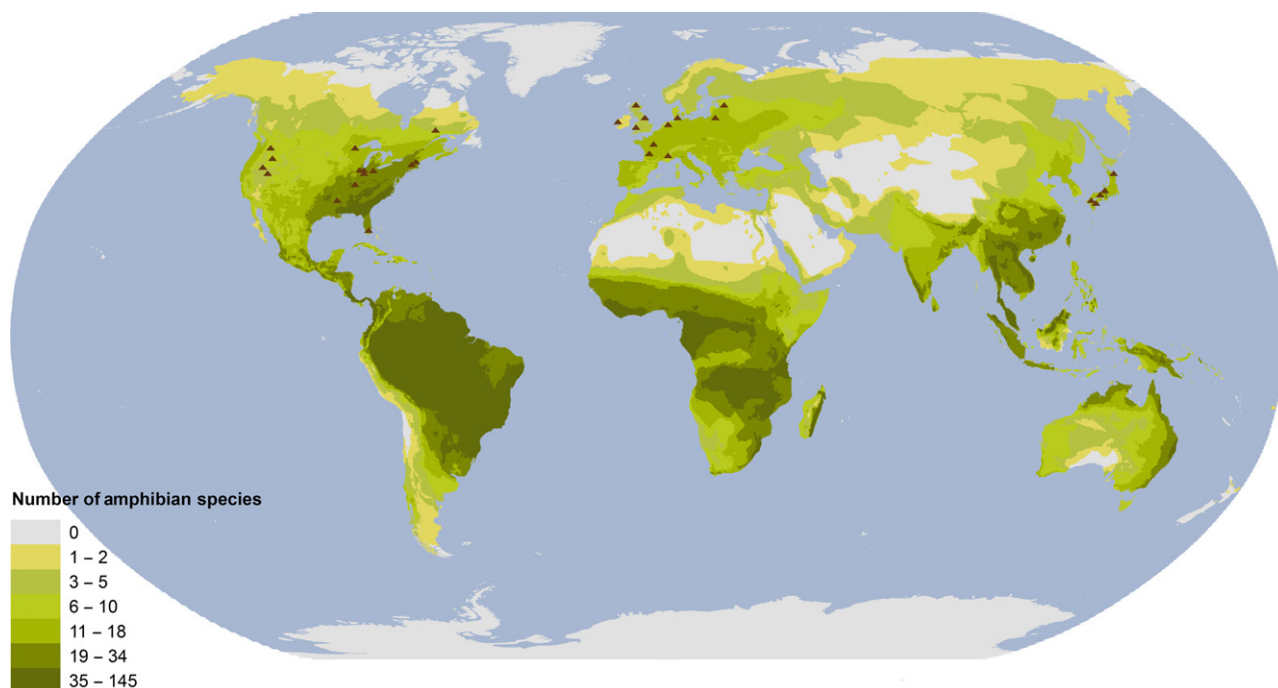 Number of amphibian species
0
1 – 2
3 – 5
6 – 10
11 – 18
19 – 34
35 – 145